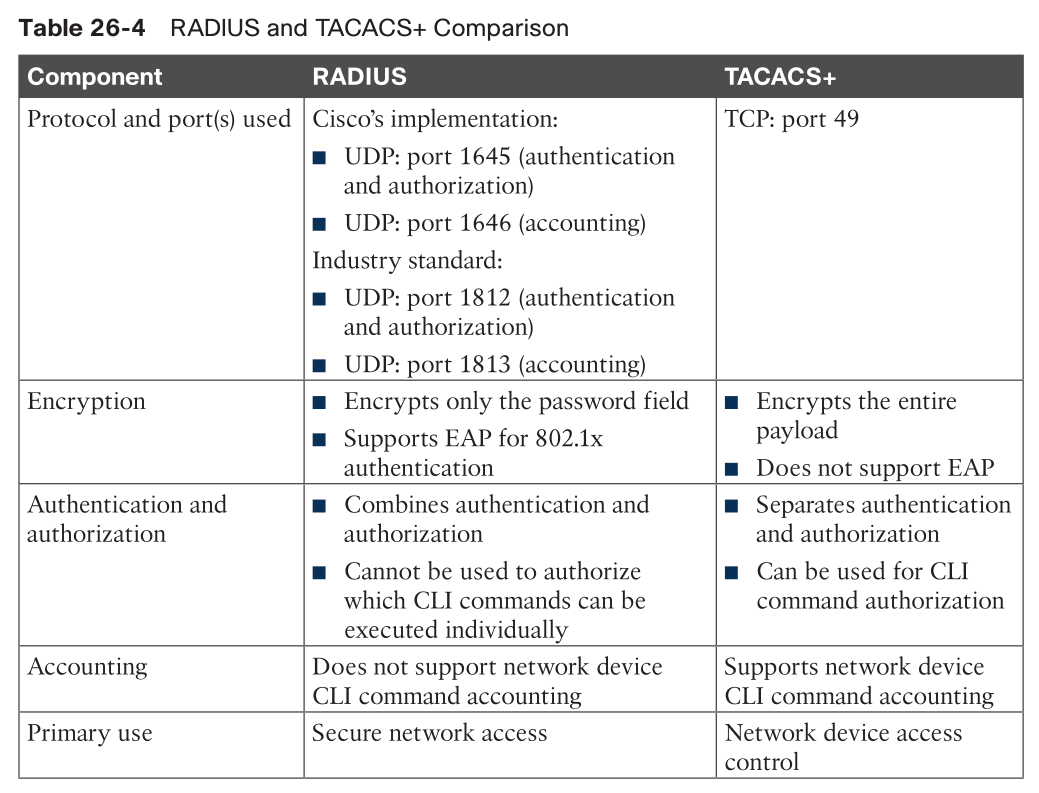 Table 26-4 RADIUS and TACACS+ Comparison
Component RADIUS TACACS+
Protocol and port(s) used
Cisco's implementation:
■ UDP: port 1645 (authentication
and authorization)
■ UDP: port 1646 (accounting)
Industry standard:
■ UDP: port 1812 (authentication
and authorization)
■ UDP: port 1813 (accounting)
TCP: port 49
Encryption
■ Encrypts only the password field
■ Supports EAP for 802.1x
authentication
■ Encrypts the entire
payload
■ Does not support EAP
Authentication and
authorization
■ Combines authentication and
authorization
■ Cannot be used to authorize
which CLI commands can be
executed individually
■ Separates authentication
and authorization
■ Can be used for CLI
command authorization
Accounting
Does not support network device
CLI command accounting
Supports network device
CLI command accounting
Primary use
Secure network access
Network device access
control